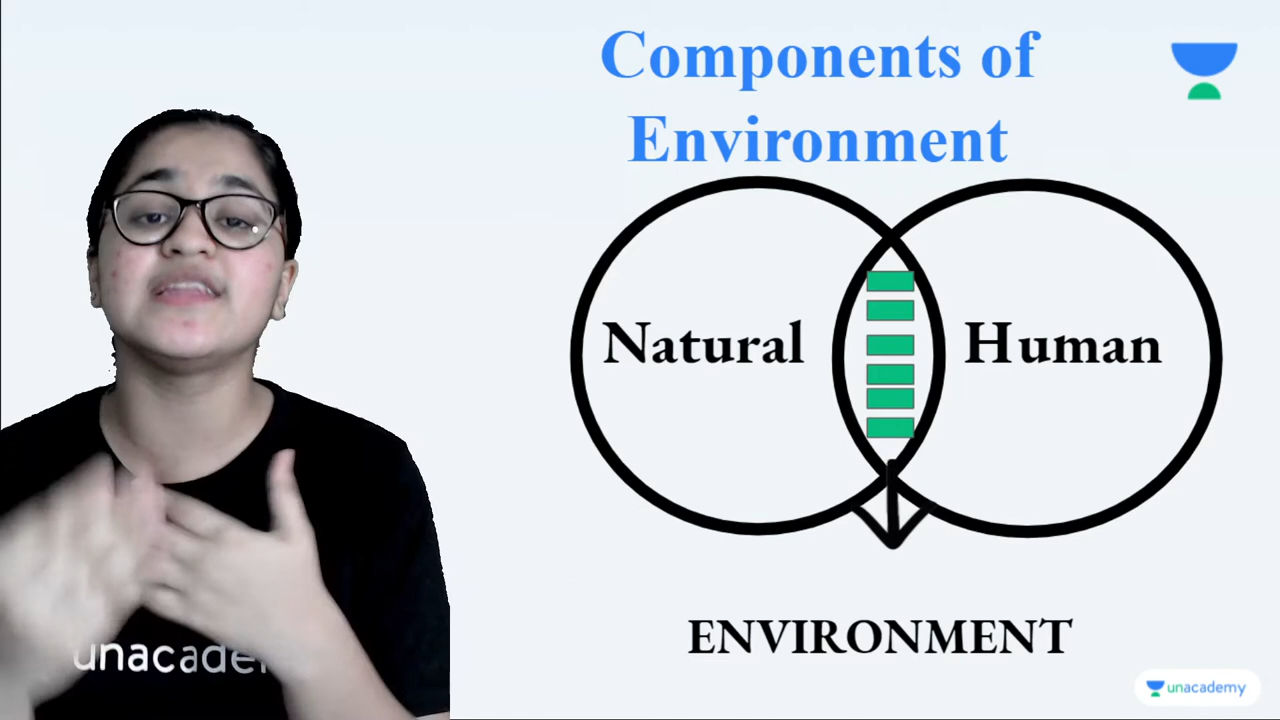 Components of
Environment
Natural
Human
ENVIRONMENT
unacademy